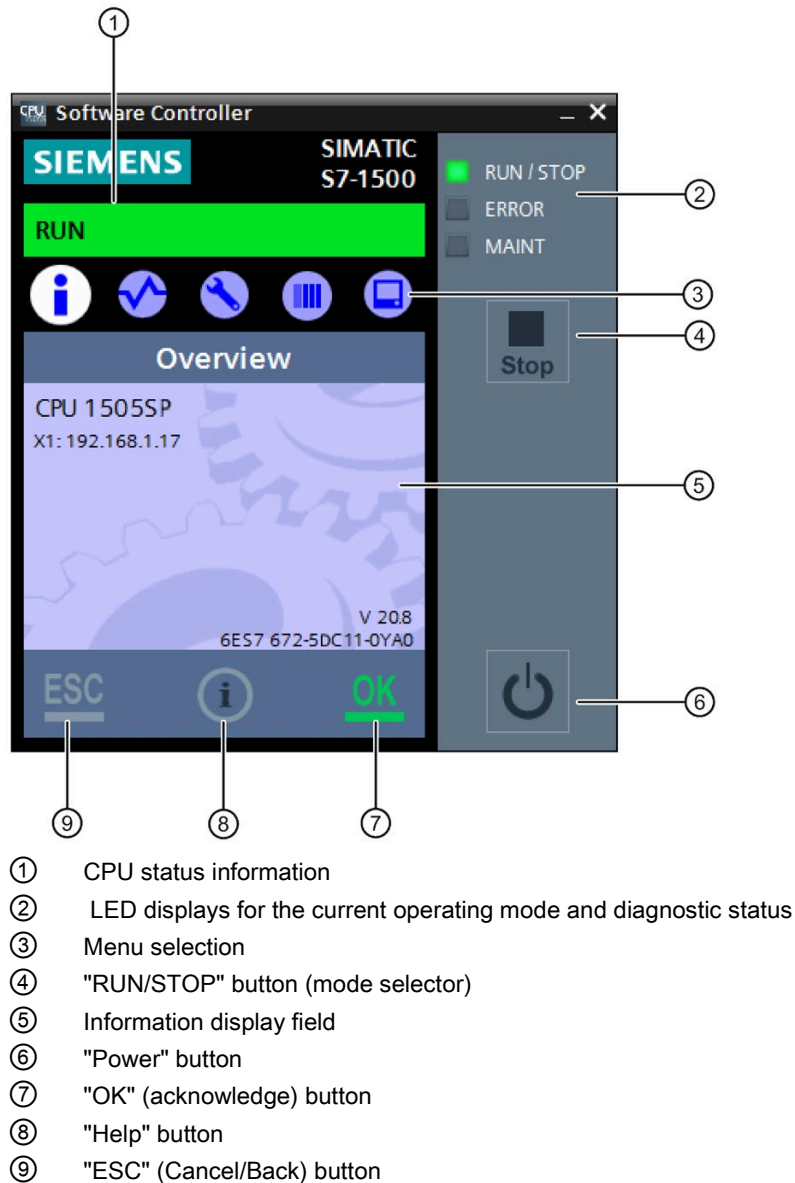 ①
CPU Software Controller
SIEMENS
SIMATIC
S7-1500
RUN / STOP
②
ERROR
MAINT
RUN
③
④
Stop
Overview
CPU 1505SP
X1: 192.168.1.17
⑤
V 20.8
6ES7 672-5DC11-0YA0
ESC
i
OK
⑥
⑨
⑧
⑦
① CPU status information
② LED displays for the current operating mode and diagnostic status
③ Menu selection
④ "RUN/STOP" button (mode selector)
⑤ Information display field
⑥ "Power" button
⑦ "OK" (acknowledge) button
⑧ "Help" button
⑨ "ESC" (Cancel/Back) button